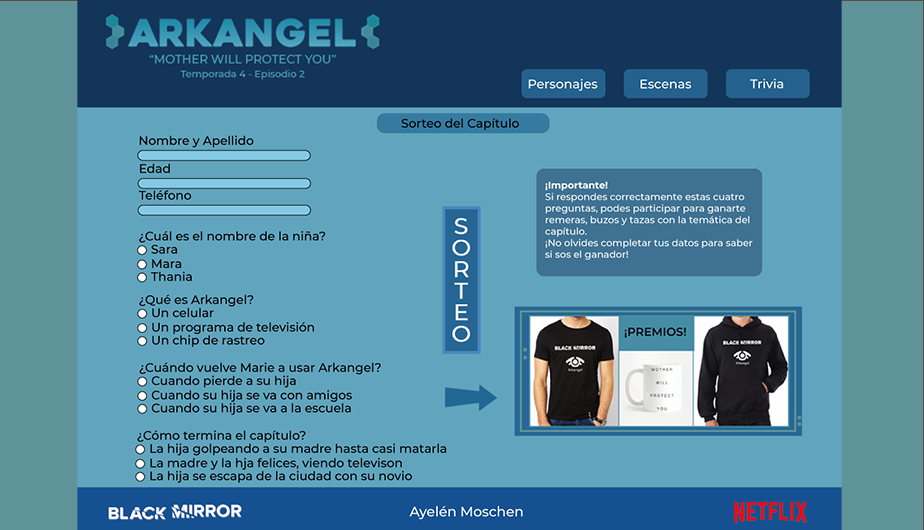 ARKANGEL
“MOTHER WILL PROTECT YOU”
Temporada 4 - Episodio 2
Personajes
Escenas
Trivia
Sorteo del Capítulo
Nombre y Apellido
Edad
Teléfono
¿Cuál es el nombre de la niña?
Sara
Mara
Thania
¿Qué es Arkangel?
Un celular
Un programa de televisión
Un chip de rastreo
¿Cuándo vuelve Marie a usar Arkangel?
Cuando pierde a su hija
Cuando su hija se va con amigos
Cuando su hija se va a la escuela
¿Cómo termina el capítulo?
La hija golpeando a su madre hasta casi matarla
La madre y la hja felices, viendo televison
La hija se escapa de la ciudad con su novio
SORTEO
¡Importante!
Si respondes correctamente estas cuatro
preguntas, podes participar para ganarte
remeras, buzos y tazas con la temática del
capítulo.
¡No olvides completar tus datos para saber
si sos el ganador!
¡PREMIOS!
BLACK MIRROR
Arkangel
MOTHER
WILL
PROTECT
YOU
BLACK MIRROR
Arkangel
BLACK MIRROR
Ayelén Moschen
NETFLIX